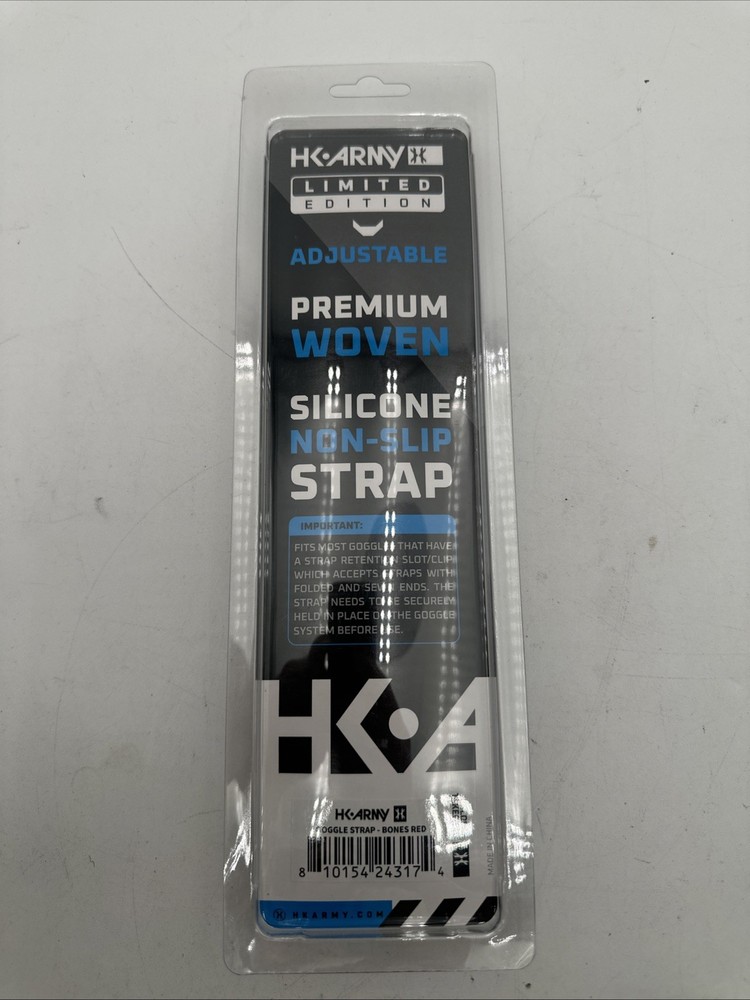 HK•ARMY
LIMITED
EDITION
ADJUSTABLE
PREMIUM
WOVEN
SILICONE
NON-SLIP
STRAP
IMPORTANT:
FITS MOST GOGGLES THAT HAVE
A STRAP RETENTION SLOT/CLIP
WHICH ACCEPTS STRAPS WITH
FOLDED AND SEWN ENDS. THE
STRAP NEEDS TO BE SECURELY
HELD IN PLACE ON THE GOGGLE
SYSTEM BEFORE USE.
HK•A
HK•ARMY
GOGGLE STRAP - BONES RED
8 10154 24317 4
MADE IN CHINA
HKARMY.COM